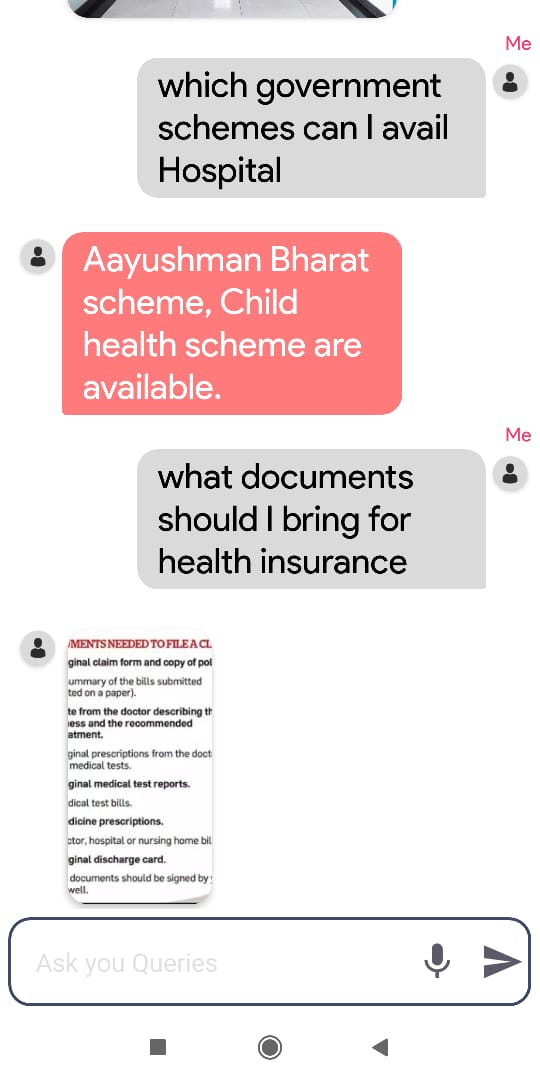 Me
which government
schemes can I avail
Hospital
Aayushman Bharat
scheme, Child
health scheme are
available.
Me
what documents
should I bring for
health insurance
MENTS NEEDED TO FILE A CL
ginal claim form and copy of pol
ummary of the bills submitted
ted on a paper).
te from the doctor describing th
ess and the recommended
atment.
ginal prescriptions from the doct
medical tests.
ginal medical test reports.
dical test bills.
dicine prescriptions.
ctor, hospital or nursing home bil
ginal discharge card.
documents should be signed by
well.
Ask you Queries